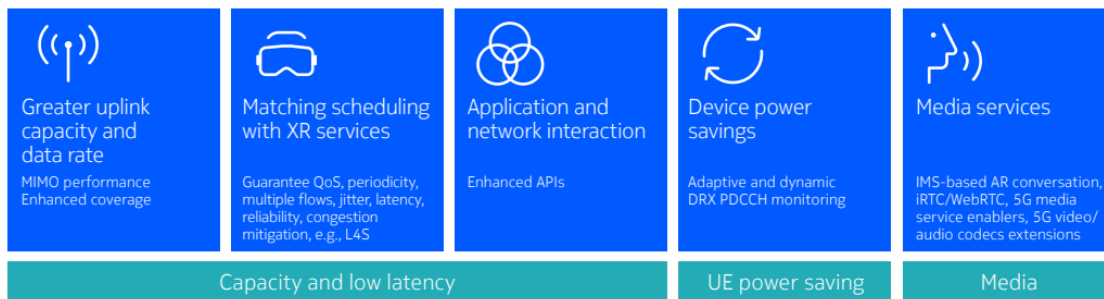 Greater uplink
capacity and
data rate
MIMO performance
Enhanced coverage
Matching scheduling
with XR services
Guarantee QoS, periodicity,
multiple flows, jitter, latency,
reliability, congestion
mitigation, e.g., L4S
Application and
network interaction
Enhanced APIs
Device power
savings
Adaptive and dynamic
DRX PDCCH monitoring
Media services
IMS-based AR conversation,
iRTC/WebRTC, 5G media
service enablers, 5G video/
audio codecs extensions
Capacity and low latency
UE power saving
Media